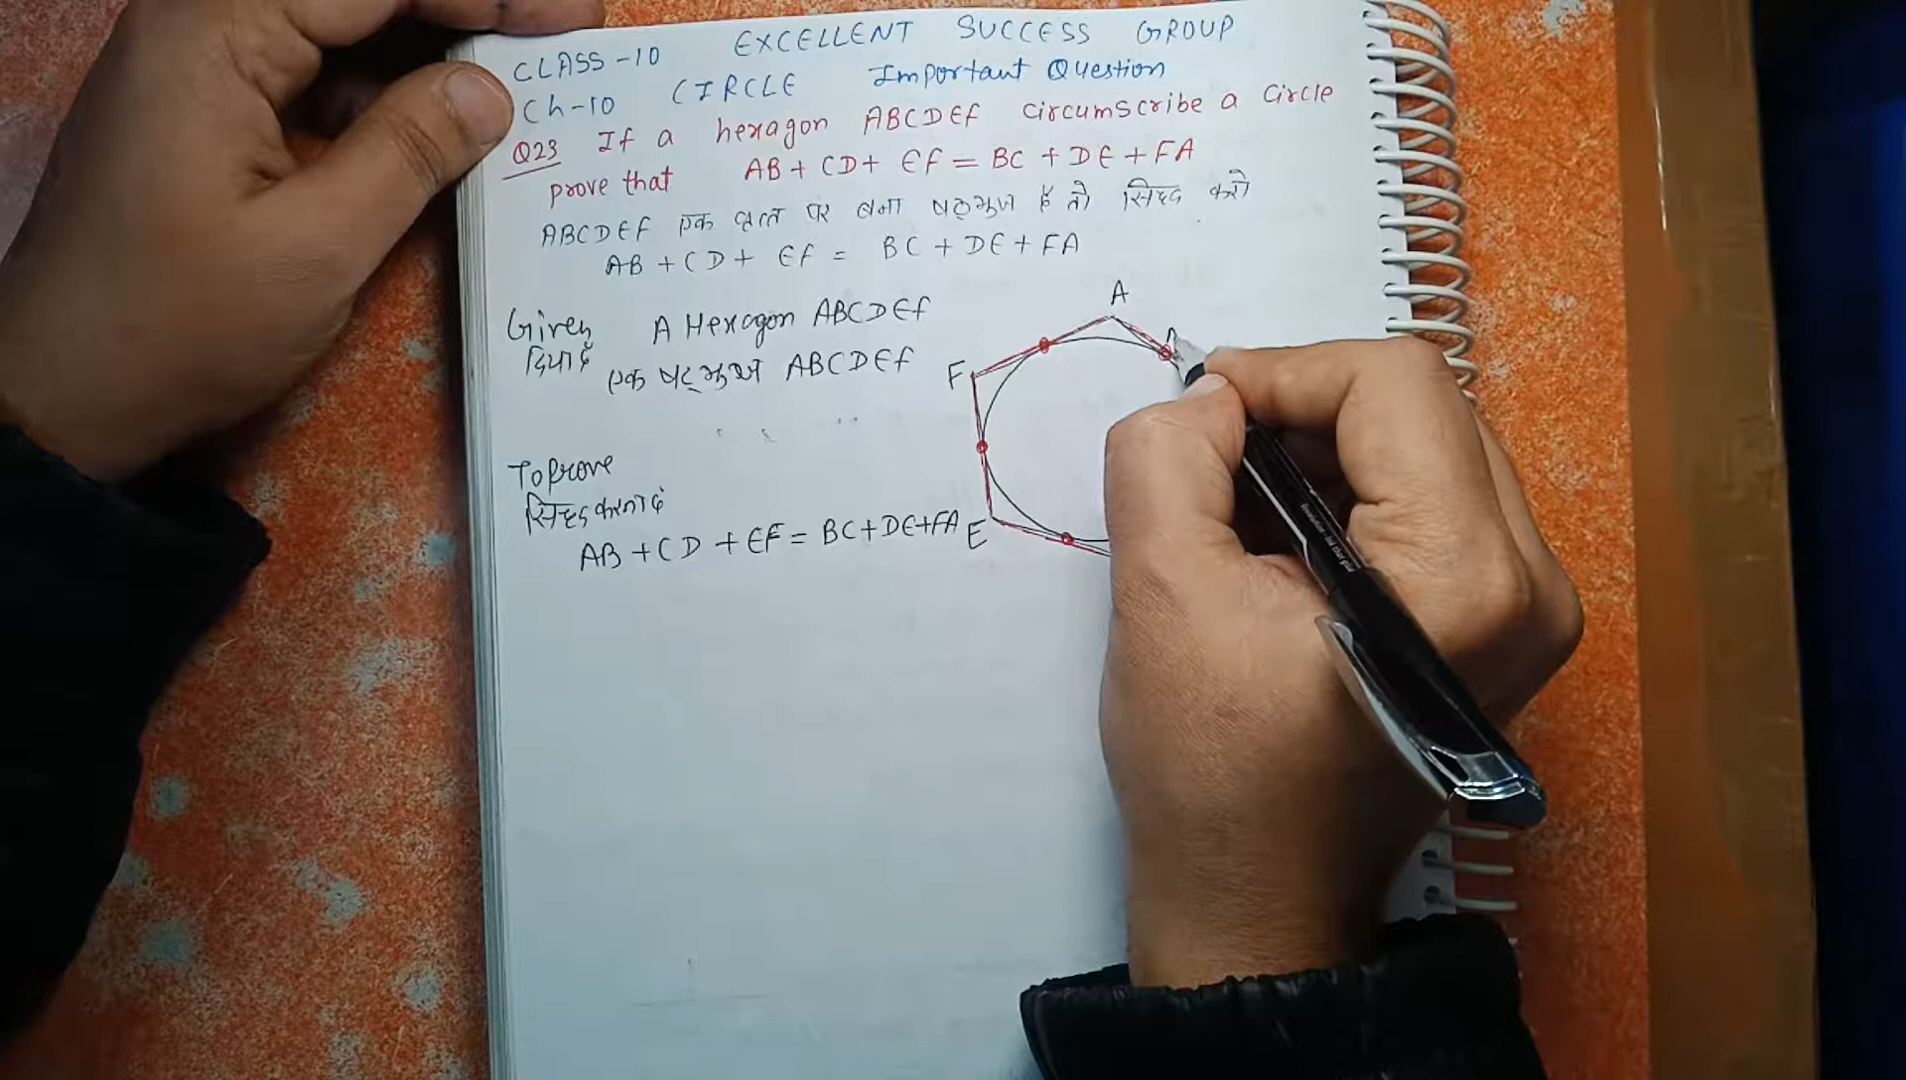 CLASS-10 EXCELLENT SUCCESS GROUP
Ch-10 CIRCLE Important Question
Q23 If a hexagon ABCDEF circumscribe a circle
prove that AB + CD + EF = BC + DE + FA
ABCDEF एक वृत्त पर बना षट्भुज है तो सिद्ध करो
AB + CD + EF = BC + DE + FA
Given A Hexagon ABCDEF
दिया है एक षट्भुज ABCDEF
To Prove
सिद्ध करना है
AB + CD + EF = BC + DE + FA
A
F
E